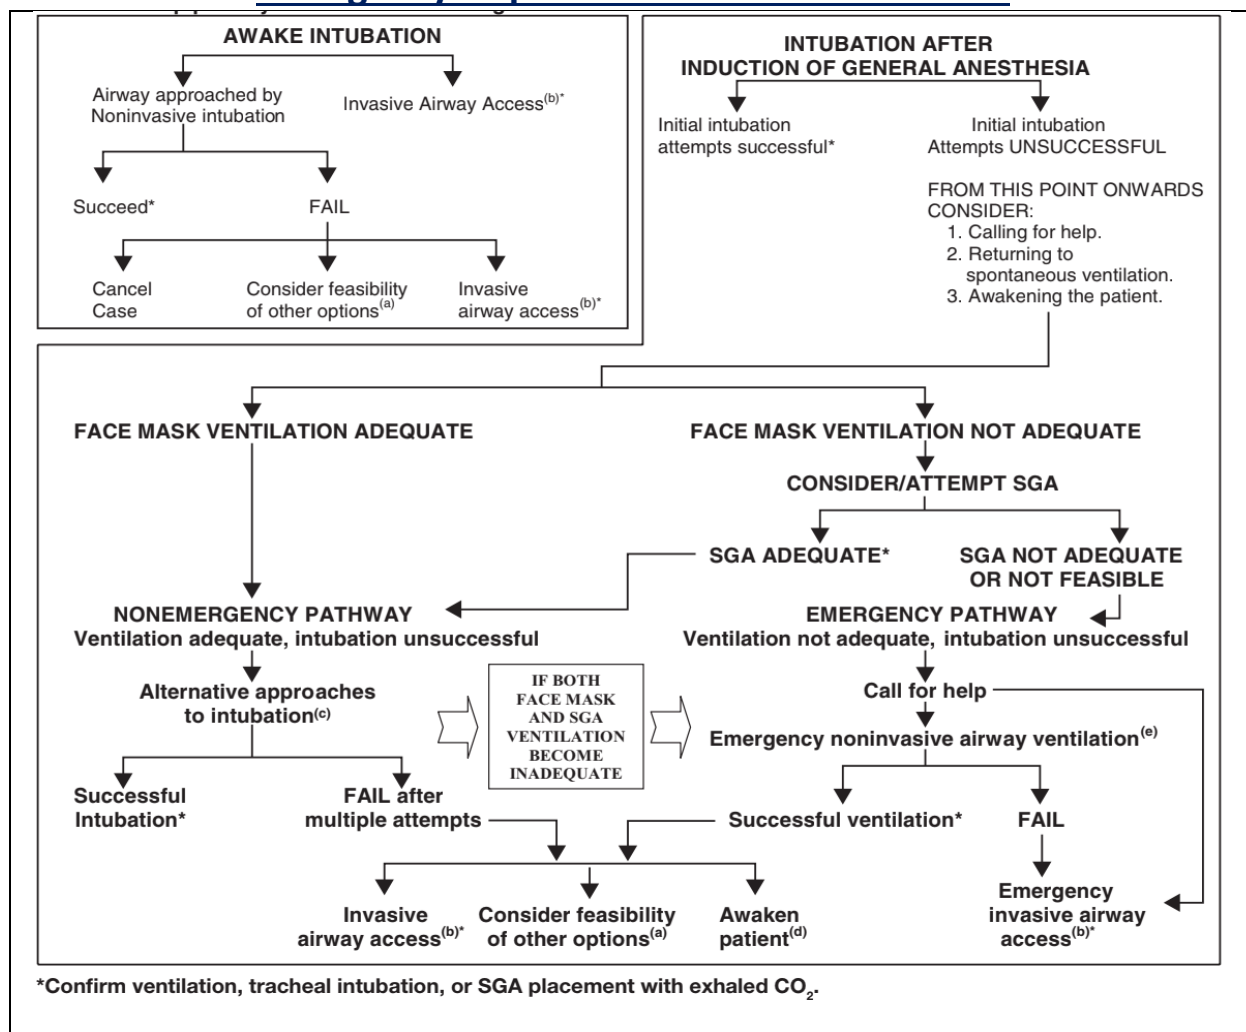 AWAKE INTUBATION
Airway approached by
Noninvasive intubation
Invasive Airway Access(b)*
Succeed*
FAIL
Cancel
Case
Consider feasibility
of other options(a)
Invasive
airway access(b)*
INTUBATION AFTER
INDUCTION OF GENERAL ANESTHESIA
Initial intubation
attempts successful*
Initial intubation
Attempts UNSUCCESSFUL
FROM THIS POINT ONWARDS
CONSIDER:
1. Calling for help.
2. Returning to
spontaneous ventilation.
3. Awakening the patient.
FACE MASK VENTILATION ADEQUATE
FACE MASK VENTILATION NOT ADEQUATE
CONSIDER/ATTEMPT SGA
SGA ADEQUATE*
SGA NOT ADEQUATE
OR NOT FEASIBLE
NONEMERGENCY PATHWAY
Ventilation adequate, intubation unsuccessful
EMERGENCY PATHWAY
Ventilation not adequate, intubation unsuccessful
Alternative approaches
to intubation(c)
IF BOTH
FACE MASK
AND SGA
VENTILATION
BECOME
INADEQUATE
Call for help
Emergency noninvasive airway ventilation(e)
Successful
Intubation*
FAIL after
multiple attempts
Successful ventilation*
FAIL
Invasive
airway access(b)*
Consider feasibility
of other options(a)
Awaken
patient(d)
Emergency
invasive airway
access(b)*
*Confirm ventilation, tracheal intubation, or SGA placement with exhaled CO2.